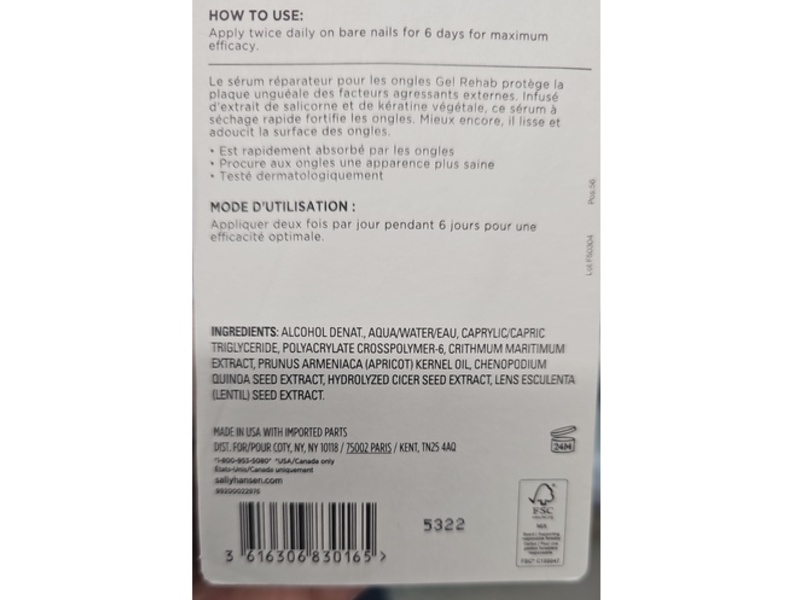 HOW TO USE:
Apply twice daily on bare nails for 6 days for maximum
efficacy.
Le sérum réparateur pour les ongles Gel Rehab protège la
plaque unguéale des facteurs agressants externes. Infusé
d'extrait de salicorne et de kératine végétale, ce sérum à
séchage rapide fortifie les ongles. Mieux encore, il lisse et
adoucit la surface des ongles.
• Est rapidement absorbé par les ongles
• Procure aux ongles une apparence plus saine
• Testé dermatologiquement
MODE D'UTILISATION :
Appliquer deux fois par jour pendant 6 jours pour une
efficacité optimale.
INGREDIENTS: ALCOHOL DENAT., AQUA/WATER/EAU, CAPRYLIC/CAPRIC
TRIGLYCERIDE, POLYACRYLATE CROSSPOLYMER-6, CRITHMUM MARITIMUM
EXTRACT, PRUNUS ARMENIACA (APRICOT) KERNEL OIL, CHENOPODIUM
QUINOA SEED EXTRACT, HYDROLYZED CICER SEED EXTRACT, LENS ESCULENTA
(LENTIL) SEED EXTRACT.
MADE IN USA WITH IMPORTED PARTS
DIST. FOR/POUR COTY, NY, NY 10118 / 75002 PARIS / KENT, TN25 4AQ
*1-800-953-5080* *USA/Canada only
États-Unis/Canada uniquement
sallyhansen.com
99200022975
24M
5322
3 616306 830165 >
FSC
MIX